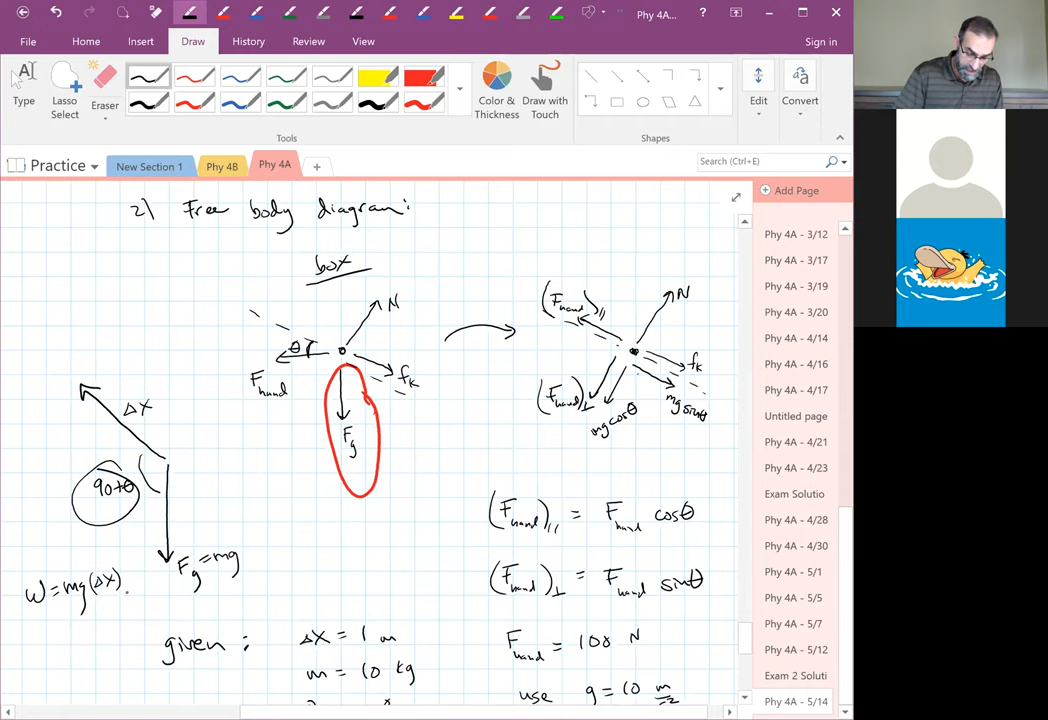 Phy 4A...
?
File
Home
Insert
Draw
History
Review
View
Sign in
Type
Lasso Select
Eraser
Color & Thickness
Draw with Touch
Edit
Convert
Tools
Shapes
Practice
New Section 1
Phy 4B
Phy 4A
+
Search (Ctrl+E)
Add Page
Phy 4A - 3/12
Phy 4A - 3/17
Phy 4A - 3/19
Phy 4A - 3/20
Phy 4A - 4/14
Phy 4A - 4/16
Phy 4A - 4/17
Untitled page
Phy 4A - 4/21
Phy 4A - 4/23
Exam Solutio
Phy 4A - 4/28
Phy 4A - 4/30
Phy 4A - 5/1
Phy 4A - 5/5
Phy 4A - 5/7
Phy 4A - 5/12
Exam 2 Soluti
Phy 4A - 5/14
2) Free body diagram:
box
N
θ
F_hand
f_k
F_g
(F_hand)_||
N
f_k
(F_hand)_⊥
mg cosθ
mg sinθ
Δx
90+θ
F_g = mg
W = mg(Δx)
(F_hand)_|| = F_hand cosθ
(F_hand)_⊥ = F_hand sinθ
given :
Δx = 1 m
m = 10 kg
F_hand = 100 N
use g = 10 m